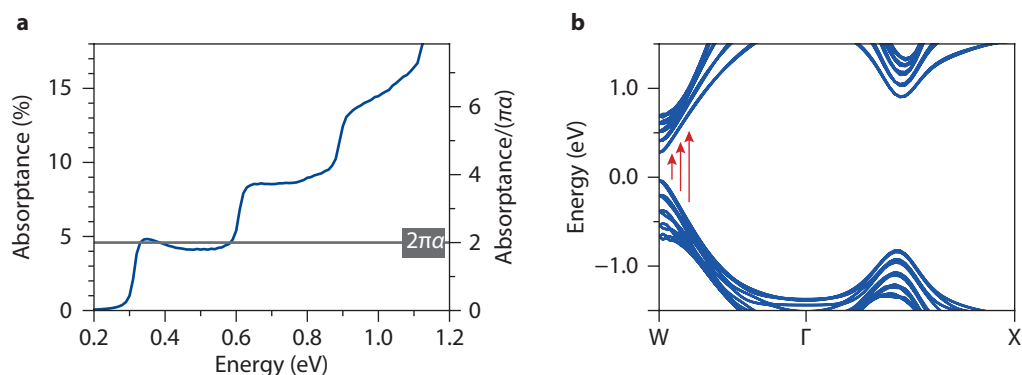 a
Absorptance (%)
15
10
5
0
0.2 0.4 0.6 0.8 1.0 1.2
Energy (eV)
2πα
6
4
2
0
Absorptance/(πα)
b
Energy (eV)
1.0
0.0
−1.0
W Γ X